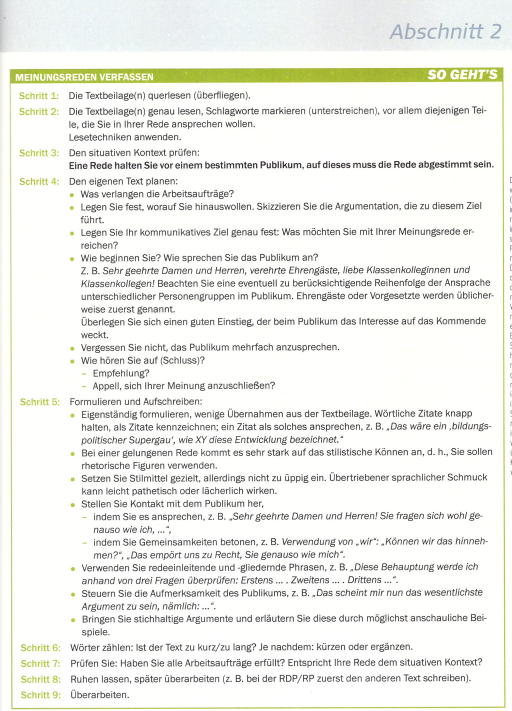 Abschnitt 2
MEINUNGSREDEN VERFASSEN SO GEHT'S
Schritt 1: Die Textbeilage(n) querlesen (überfliegen).
Schritt 2: Die Textbeilage(n) genau lesen, Schlagworte markieren (unterstreichen), vor allem diejenigen Tei-
le, die Sie in Ihrer Rede ansprechen wollen.
Lesetechniken anwenden.
Schritt 3: Den situativen Kontext prüfen:
Eine Rede halten Sie vor einem bestimmten Publikum, auf dieses muss die Rede abgestimmt sein.
Schritt 4: Den eigenen Text planen:
• Was verlangen die Arbeitsaufträge?
• Legen Sie fest, worauf Sie hinauswollen. Skizzieren Sie die Argumentation, die zu diesem Ziel
führt.
• Legen Sie Ihr kommunikatives Ziel genau fest: Was möchten Sie mit Ihrer Meinungsrede er-
reichen?
• Wie beginnen Sie? Wie sprechen Sie das Publikum an?
Z. B. Sehr geehrte Damen und Herren, verehrte Ehrengäste, liebe Klassenkolleginnen und
Klassenkollegen! Beachten Sie eine eventuell zu berücksichtigende Reihenfolge der Ansprache
unterschiedlicher Personengruppen im Publikum. Ehrengäste oder Vorgesetzte werden üblicher-
weise zuerst genannt.
Überlegen Sie sich einen guten Einstieg, der beim Publikum das Interesse auf das Kommende
weckt.
• Vergessen Sie nicht, das Publikum mehrfach anzusprechen.
• Wie hören Sie auf (Schluss)?
– Empfehlung?
– Appell, sich Ihrer Meinung anzuschließen?
Schritt 5: Formulieren und Aufschreiben:
• Eigenständig formulieren, wenige Übernahmen aus der Textbeilage. Wörtliche Zitate knapp
halten, als Zitate kennzeichnen; ein Zitat als solches ansprechen, z. B. „Das wäre ein ‚bildungs-
politischer Supergau', wie XY diese Entwicklung bezeichnet."
• Bei einer gelungenen Rede kommt es sehr stark auf das stilistische Können an, d. h., Sie sollen
rhetorische Figuren verwenden.
• Setzen Sie Stilmittel gezielt, allerdings nicht zu üppig ein. Übertriebener sprachlicher Schmuck
kann leicht pathetisch oder lächerlich wirken.
• Stellen Sie Kontakt mit dem Publikum her,
– indem Sie es ansprechen, z. B. „Sehr geehrte Damen und Herren! Sie fragen sich wohl ge-
nauso wie ich, ...",
– indem Sie Gemeinsamkeiten betonen, z. B. Verwendung von „wir": „Können wir das hinneh-
men?", „Das empört uns zu Recht, Sie genauso wie mich".
• Verwenden Sie redeeinleitende und -gliedernde Phrasen, z. B. „Diese Behauptung werde ich
anhand von drei Fragen überprüfen: Erstens ... . Zweitens ... . Drittens ...".
• Steuern Sie die Aufmerksamkeit des Publikums, z. B. „Das scheint mir nun das wesentlichste
Argument zu sein, nämlich: ...".
• Bringen Sie stichhaltige Argumente und erläutern Sie diese durch möglichst anschauliche Bei-
spiele.
Schritt 6: Wörter zählen: Ist der Text zu kurz/zu lang? Je nachdem: kürzen oder ergänzen.
Schritt 7: Prüfen Sie: Haben Sie alle Arbeitsaufträge erfüllt? Entspricht Ihre Rede dem situativen Kontext?
Schritt 8: Ruhen lassen, später überarbeiten (z. B. bei der RDP/RP zuerst den anderen Text schreiben).
Schritt 9: Überarbeiten.